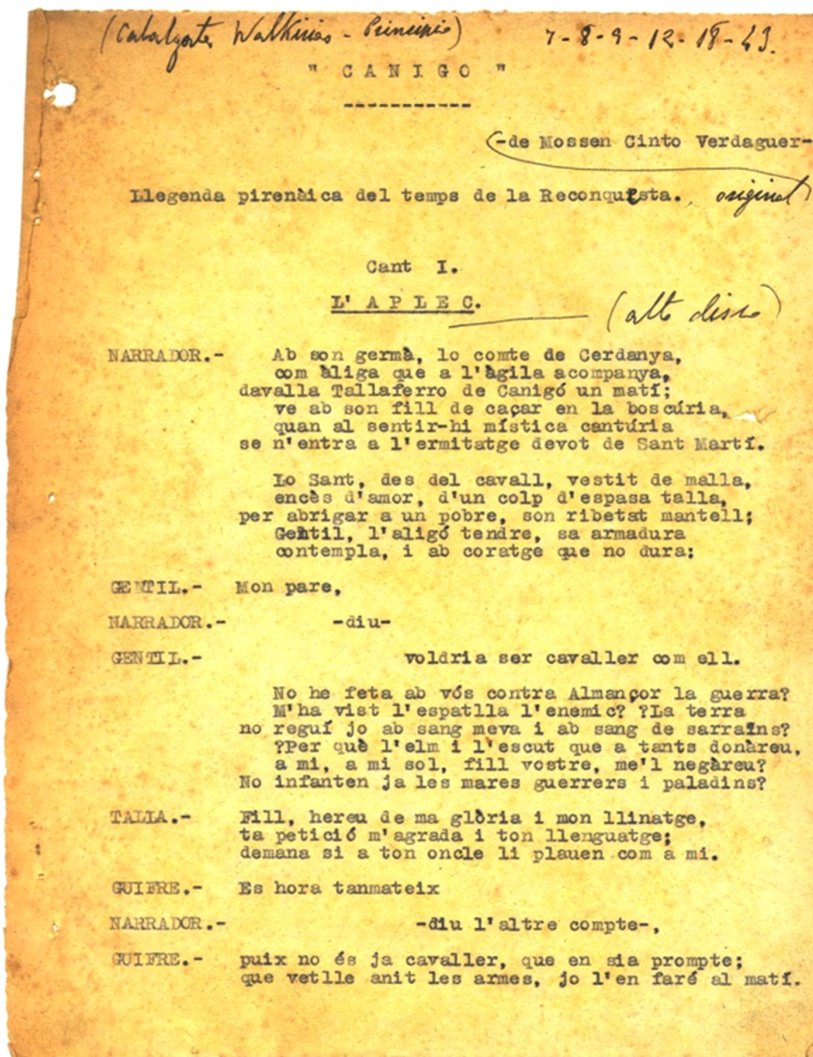 (Cabalgata Walkirias - Principio) 7-8-9-12-18-43.
" C A N I G O "
-de Mossen Cinto Verdaguer-
Llegenda pirenàica del temps de la Reconquesta. original
Cant I.
L' A P L E C. (alto disco)
NARRADOR.- Ab son germà, lo comte de Cerdanya,
com àliga que a l'àgila acompanya,
davalla Tallaferro de Canigó un matí;
ve ab son fill de caçar en la boscúria,
quan al sentir-hi mística cantúria
se n'entra a l'ermitatge devot de Sant Martí.
Lo Sant, des del cavall, vestit de malla,
encès d'amor, d'un colp d'espasa talla,
per abrigar a un pobre, son ribetat mantell;
Gentil, l'aligó tendre, sa armadura
contempla, i ab coratge que no dura:
GENTIL.- Mon pare,
NARRADOR.- -diu-
GENTIL.- voldria ser cavaller com ell.
No he feta ab vós contra Almançor la guerra?
M'ha vist l'espatlla l'enemic? ?La terra
no reguí jo ab sang meva i ab sang de sarraïns?
?Per què l'elm i l'escut que a tants donàreu,
a mi, a mi sol, fill vostre, me'l negàreu?
No infanten ja les mares guerrers i paladins?
TALLA.- Fill, hereu de ma glòria i mon llinatge,
ta petició m'agrada i ton llenguatge;
demana si a ton oncle li plauen com a mi.
GUIFRE.- Es hora tanmateix
NARRADOR.- -diu l'altre compte-,
GUIFRE.- puix no és ja cavaller, que en sia prompte;
que vetlle anit les armes, jo l'en faré al matí.